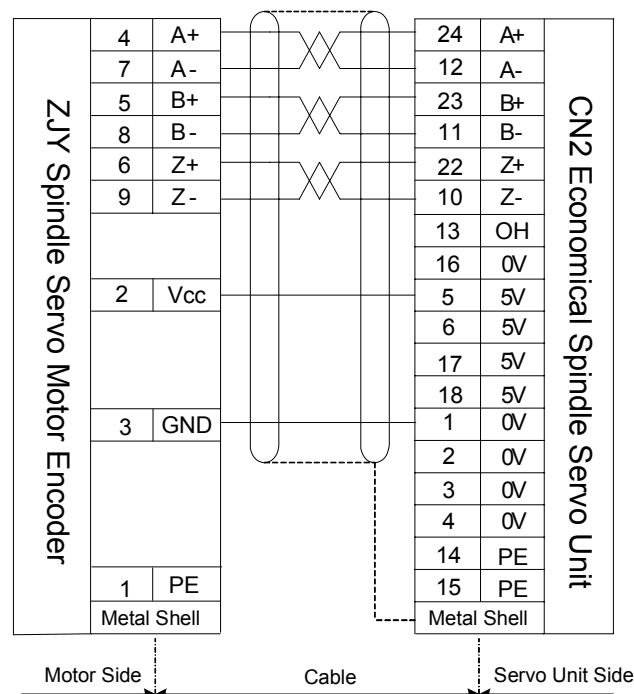 ZJY Spindle Servo Motor Encoder
4 A+
7 A-
5 B+
8 B-
6 Z+
9 Z-
2 Vcc
3 GND
1 PE
Metal Shell
24 A+
12 A-
23 B+
11 B-
22 Z+
10 Z-
13 OH
16 0V
5 5V
6 5V
17 5V
18 5V
1 0V
2 0V
3 0V
4 0V
14 PE
15 PE
Metal Shell
CN2 Economical Spindle Servo Unit
Motor Side
Cable
Servo Unit Side